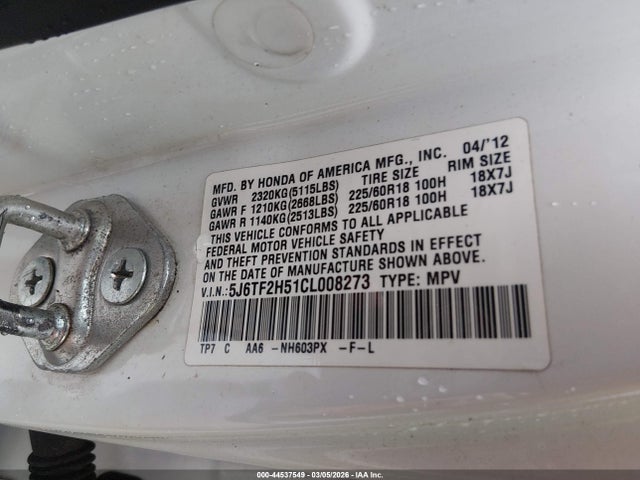 MFD. BY HONDA OF AMERICA MFG., INC. 04/'12
GVWR 2320KG(5115LBS) TIRE SIZE RIM SIZE
GAWR F 1210KG(2668LBS) 225/60R18 100H 18X7J
GAWR R 1140KG(2513LBS) 225/60R18 100H 18X7J
THIS VEHICLE CONFORMS TO ALL APPLICABLE
FEDERAL MOTOR VEHICLE SAFETY
AND THEFT PREVENTION STANDARDS IN EFFECT
ON THE DATE OF MANUFACTURE SHOWN ABOVE.
V.I.N.: 5J6TF2H51CL008273 TYPE: MPV
TP7 C AA6 -NH603PX -F-L
000-44537549 - 03/05/2026 - IAA Inc.